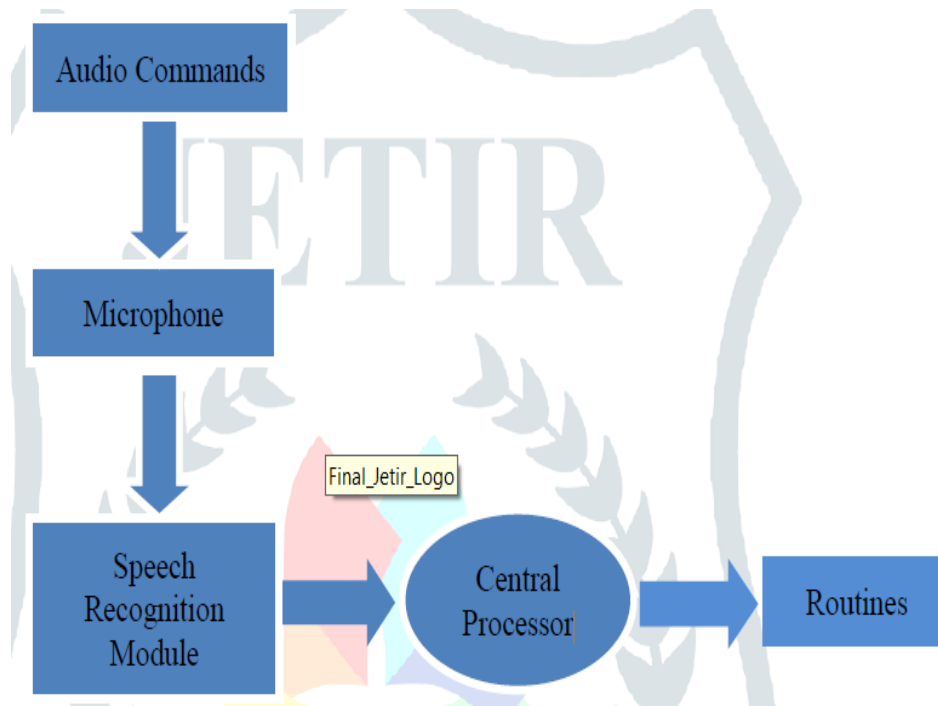 Audio Commands
JETIR
Microphone
Final_Jetir_Logo
Speech
Recognition
Module
Central
Processor
Routines